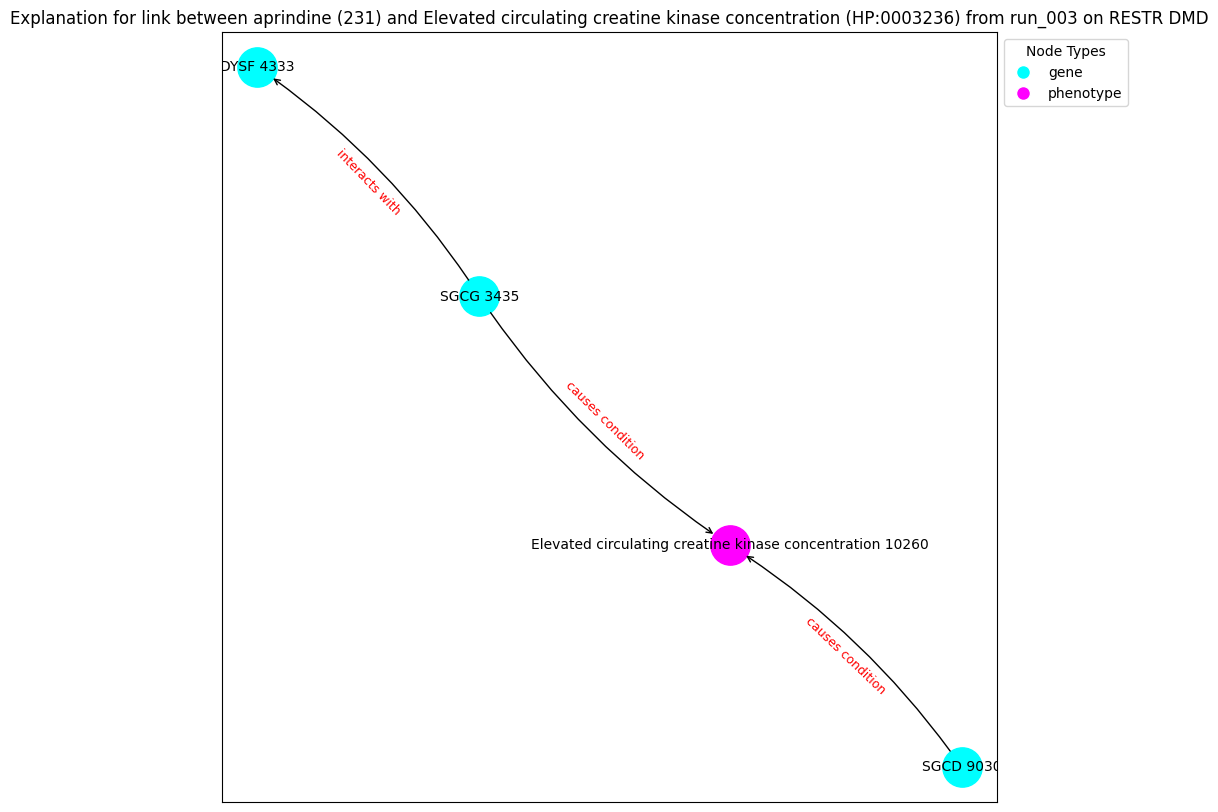 Explanation for link between aprindine (231) and Elevated circulating creatine kinase concentration (HP:0003236) from run_003 on RESTR DMD
Node Types
gene
phenotype
DYSF 4333
interacts with
SGCG 3435
causes condition
Elevated circulating creatine kinase concentration 10260
causes condition
SGCD 9030